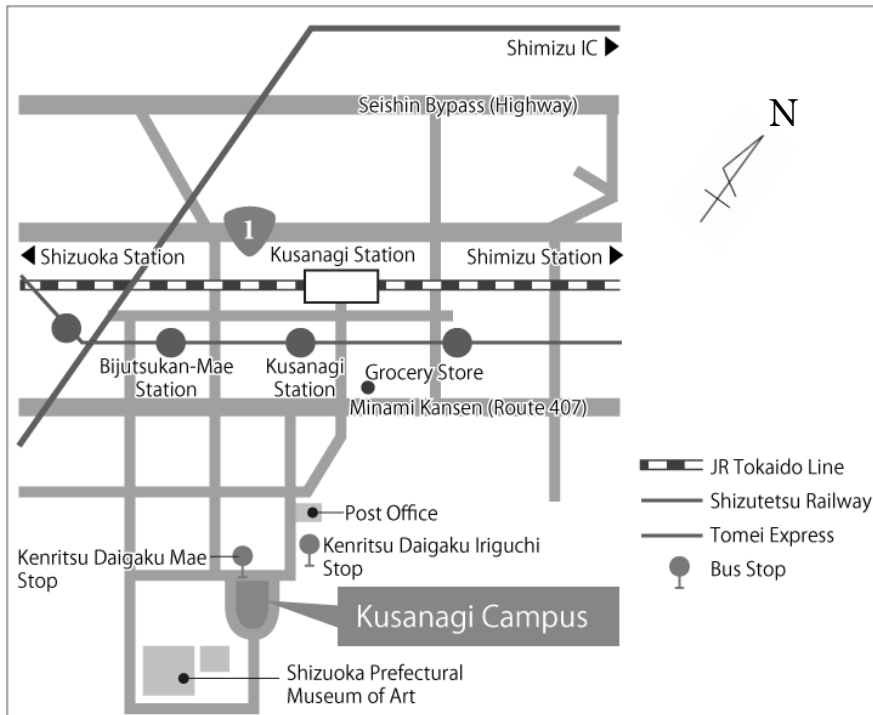 Shimizu IC
N
Seishin Bypass (Highway)
1
Shizuoka Station
Kusanagi Station
Shimizu Station
Bijutsukan-Mae
Station
Kusanagi
Station
Grocery Store
Minami Kansen (Route 407)
JR Tokaido Line
Shizutetsu Railway
Tomei Express
Bus Stop
Post Office
Kenritsu Daigaku Mae
Stop
Kenritsu Daigaku Iriguchi
Stop
Kusanagi Campus
Shizuoka Prefectural
Museum of Art